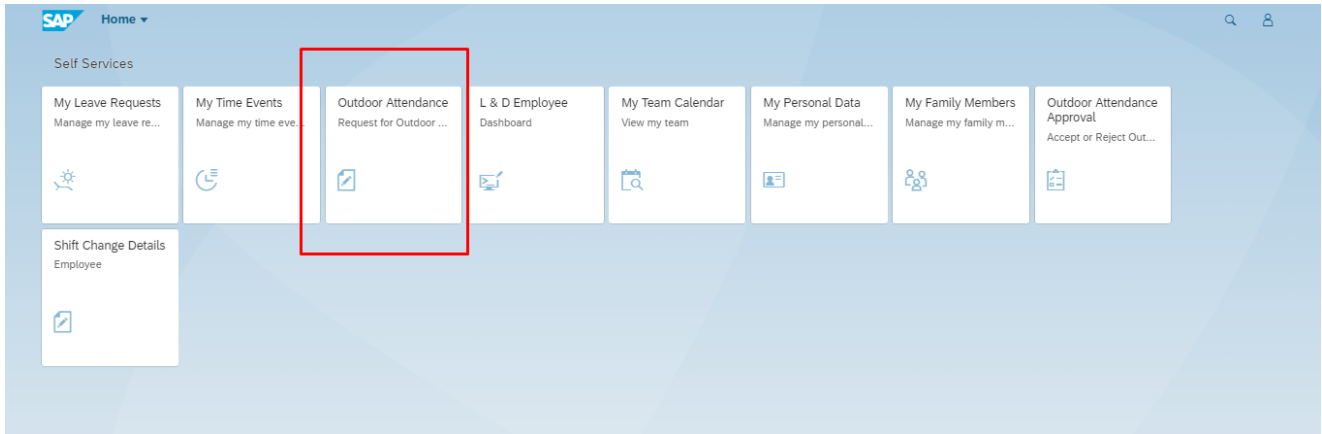 SAP Home
Self Services
My Leave Requests
Manage my leave re...
My Time Events
Manage my time eve...
Outdoor Attendance
Request for Outdoor ...
L & D Employee
Dashboard
My Team Calendar
View my team
My Personal Data
Manage my personal...
My Family Members
Manage my family m...
Outdoor Attendance
Approval
Accept or Reject Out...
Shift Change Details
Employee